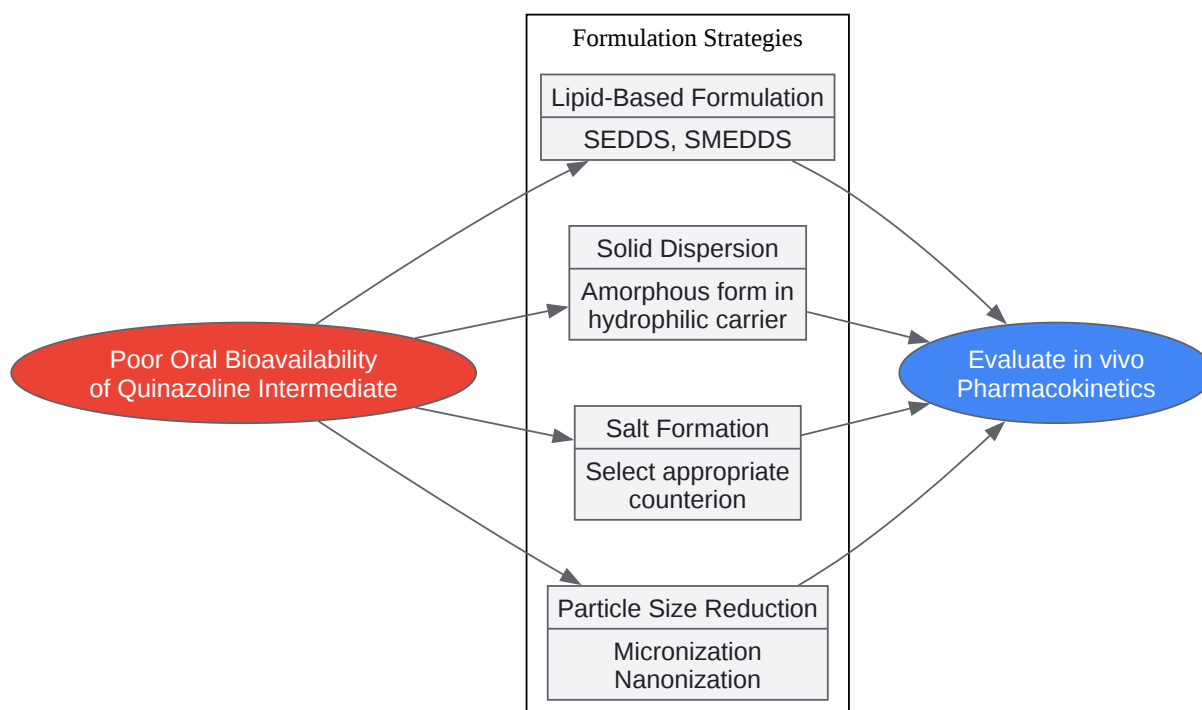 Formulation Strategies
Lipid-Based Formulation
SEDDS, SMEDDS
Solid Dispersion
Amorphous form in
hydrophilic carrier
Poor Oral Bioavailability
of Quinazoline Intermediate
Evaluate in vivo
Pharmacokinetics
Salt Formation
Select appropriate
counterion
Particle Size Reduction
Micronization
Nanonization